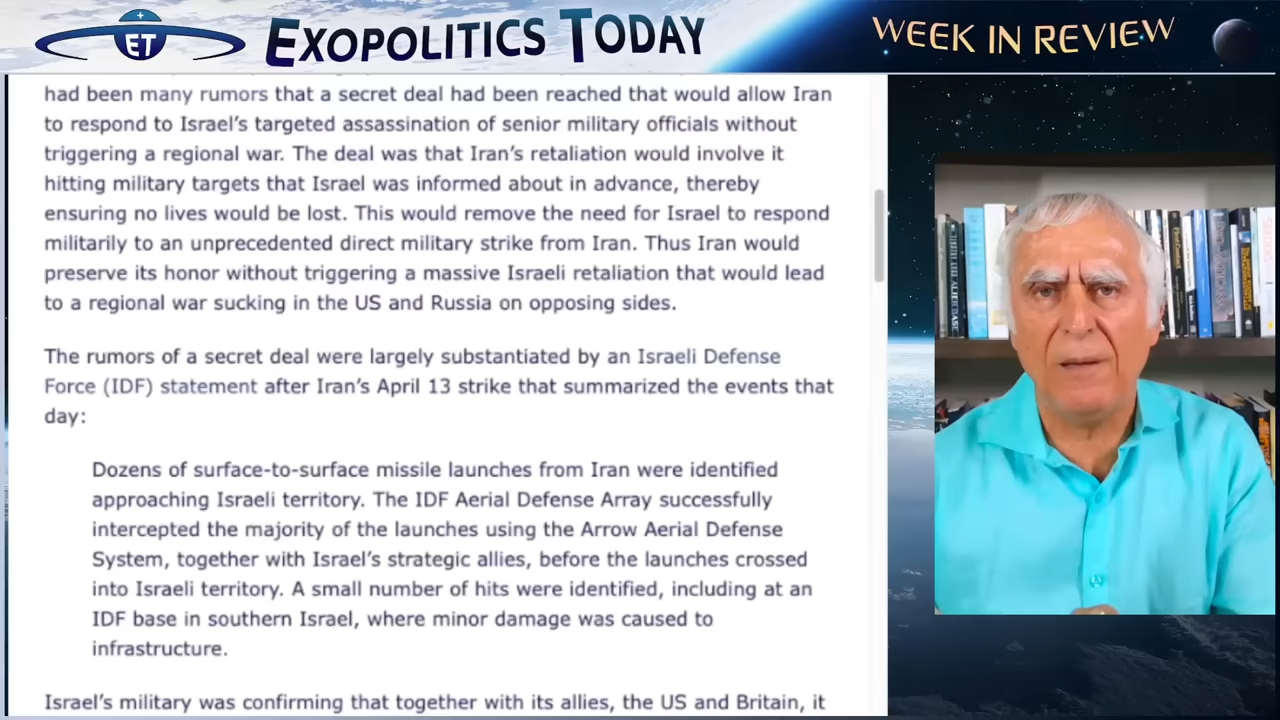 ET
EXOPOLITICS TODAY
WEEK IN REVIEW
had been many rumors that a secret deal had been reached that would allow Iran
to respond to Israel's targeted assassination of senior military officials without
triggering a regional war. The deal was that Iran's retaliation would involve it
hitting military targets that Israel was informed about in advance, thereby
ensuring no lives would be lost. This would remove the need for Israel to respond
militarily to an unprecedented direct military strike from Iran. Thus Iran would
preserve its honor without triggering a massive Israeli retaliation that would lead
to a regional war sucking in the US and Russia on opposing sides.
The rumors of a secret deal were largely substantiated by an Israeli Defense
Force (IDF) statement after Iran's April 13 strike that summarized the events that
day:
Dozens of surface-to-surface missile launches from Iran were identified
approaching Israeli territory. The IDF Aerial Defense Array successfully
intercepted the majority of the launches using the Arrow Aerial Defense
System, together with Israel's strategic allies, before the launches crossed
into Israeli territory. A small number of hits were identified, including at an
IDF base in southern Israel, where minor damage was caused to
infrastructure.
Israel's military was confirming that together with its allies, the US and Britain, it